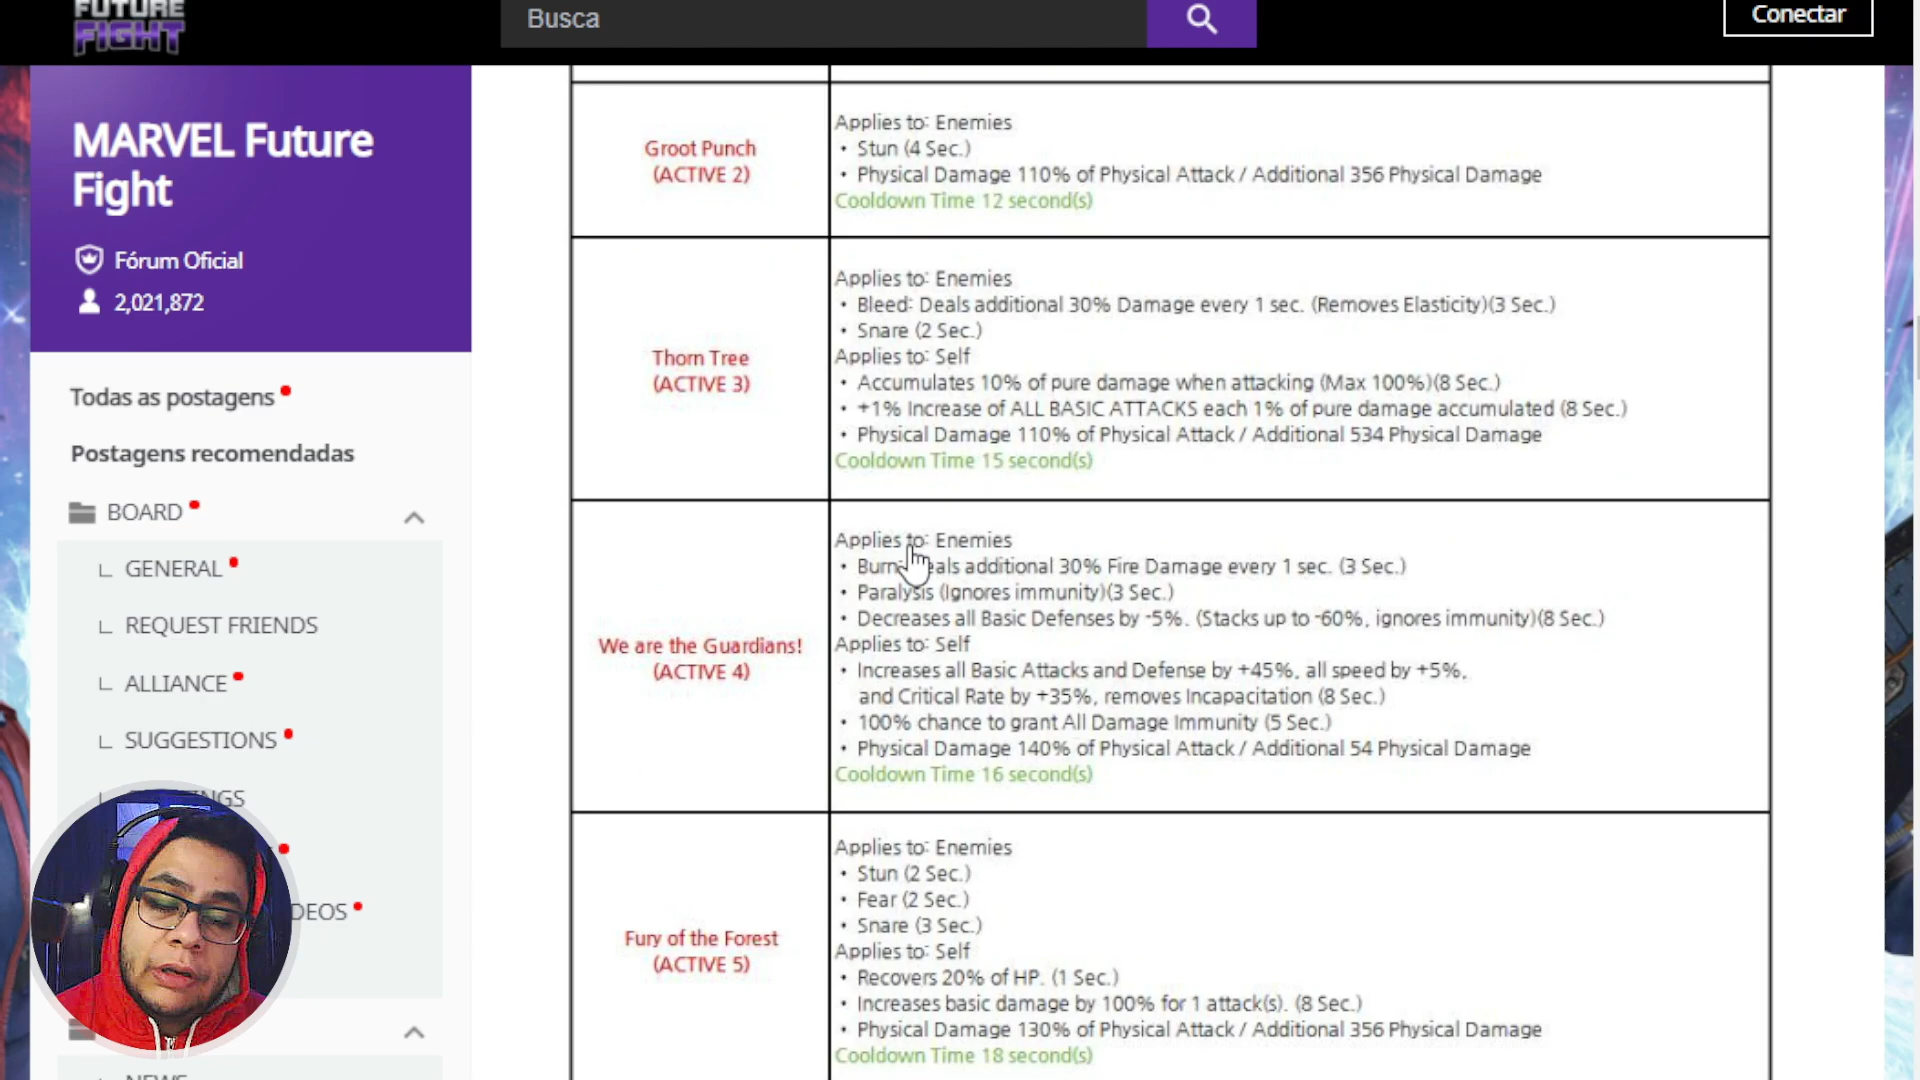 FUTURE
FIGHT
Busca
Conectar
MARVEL Future
Fight
Fórum Oficial
2,021,872
Todas as postagens
Postagens recomendadas
BOARD
GENERAL
REQUEST FRIENDS
ALLIANCE
SUGGESTIONS
Groot Punch
(ACTIVE 2)
Applies to: Enemies
• Stun (4 Sec.)
• Physical Damage 110% of Physical Attack / Additional 356 Physical Damage
Cooldown Time 12 second(s)
Thorn Tree
(ACTIVE 3)
Applies to: Enemies
• Bleed: Deals additional 30% Damage every 1 sec. (Removes Elasticity)(3 Sec.)
• Snare (2 Sec.)
Applies to: Self
• Accumulates 10% of pure damage when attacking (Max 100%)(8 Sec.)
• +1% Increase of ALL BASIC ATTACKS each 1% of pure damage accumulated (8 Sec.)
• Physical Damage 110% of Physical Attack / Additional 534 Physical Damage
Cooldown Time 15 second(s)
We are the Guardians!
(ACTIVE 4)
Applies to: Enemies
• Burn additional 30% Fire Damage every 1 sec. (3 Sec.)
• Paralysis (Ignores immunity)(3 Sec.)
• Decreases all Basic Defenses by -5%. (Stacks up to -60%, ignores immunity)(8 Sec.)
Applies to: Self
• Increases all Basic Attacks and Defense by +45%, all speed by +5%,
and Critical Rate by +35%, removes Incapacitation (8 Sec.)
• 100% chance to grant All Damage Immunity (5 Sec.)
• Physical Damage 140% of Physical Attack / Additional 54 Physical Damage
Cooldown Time 16 second(s)
Fury of the Forest
(ACTIVE 5)
Applies to: Enemies
• Stun (2 Sec.)
• Fear (2 Sec.)
• Snare (3 Sec.)
Applies to: Self
• Recovers 20% of HP. (1 Sec.)
• Increases basic damage by 100% for 1 attack(s). (8 Sec.)
• Physical Damage 130% of Physical Attack / Additional 356 Physical Damage
Cooldown Time 18 second(s)
NEWS